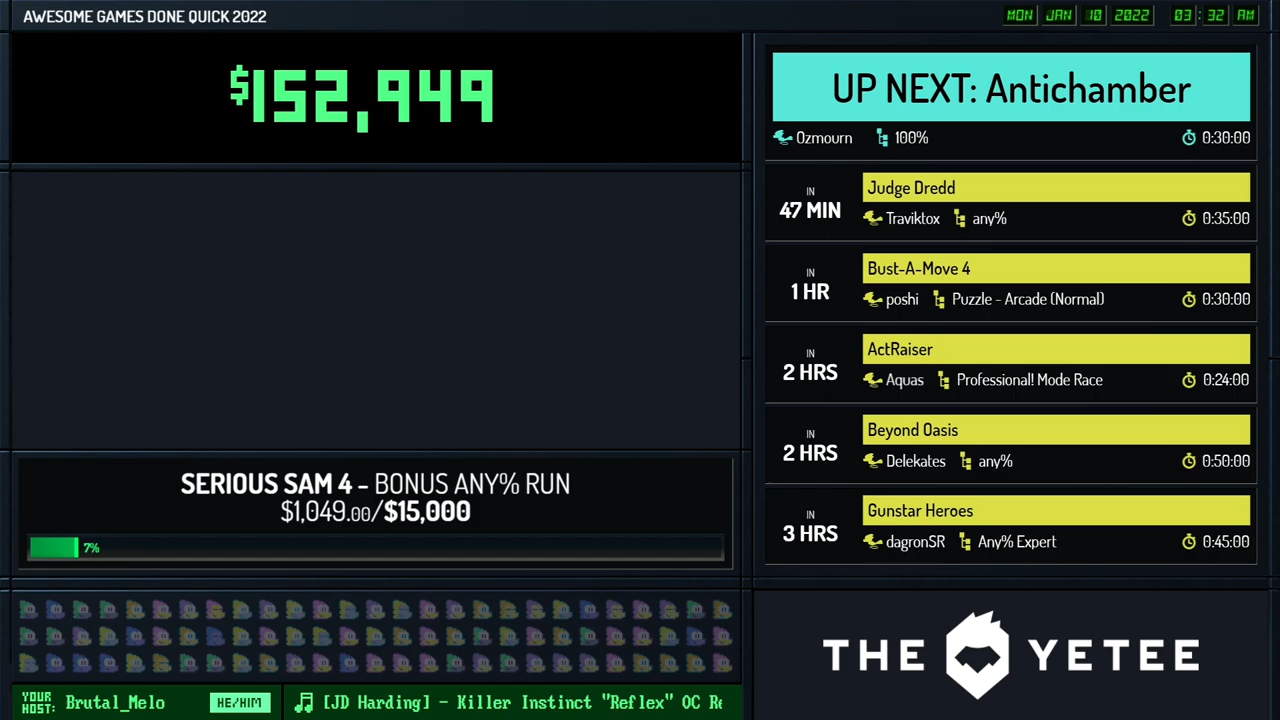 AWESOME GAMES DONE QUICK 2022
MON JAN 10 2022 03:32 AM
$152,949
UP NEXT: Antichamber
Ozmourn 100% 0:30:00
IN
47 MIN
Judge Dredd
Traviktox any% 0:35:00
IN
1 HR
Bust-A-Move 4
poshi Puzzle - Arcade (Normal) 0:30:00
IN
2 HRS
ActRaiser
Aquas Professional! Mode Race 0:24:00
IN
2 HRS
Beyond Oasis
Delekates any% 0:50:00
IN
3 HRS
Gunstar Heroes
dagronSR Any% Expert 0:45:00
SERIOUS SAM 4 - BONUS ANY% RUN
$1,049.00/$15,000
7%
THE YETEE
YOUR
HOST: Brutal_Melo HE/HIM [JD Harding] - Killer Instinct "Reflex" OC Re